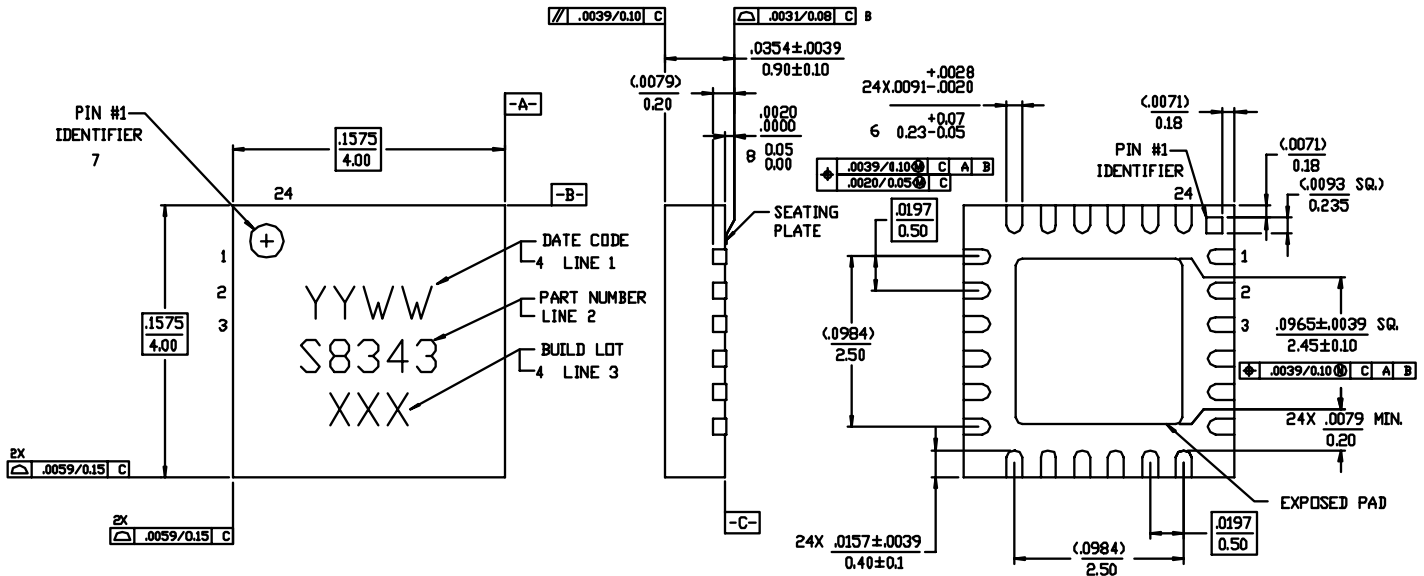 // .0039/0.10 C
⌓ .0031/0.08 C B
.0354±.0039
0.90±0.10
(.0079)
0.20
.0020
.0000
8 0.05
0.00
SEATING
PLATE
-C-
PIN #1
IDENTIFIER
7
.1575
4.00
-A-
-B-
24
1
2
3
.1575
4.00
YYWW
S8343
XXX
DATE CODE
4 LINE 1
PART NUMBER
LINE 2
BUILD LOT
4 LINE 3
2X
⌓ .0059/0.15 C
2X
⌓ .0059/0.15 C
+.0028
24X.0091-.0020
+0.07
6 0.23-0.05
⌖ .0039/0.10Ⓜ C A B
.0020/0.05Ⓜ C
.0197
0.50
(.0984)
2.50
(.0071)
0.18
PIN #1
IDENTIFIER
24
(.0071)
0.18
(.0093 SQ.)
0.235
1
2
3
.0965±.0039 SQ.
2.45±0.10
⌖ .0039/0.10Ⓜ C A B
24X .0079 MIN.
0.20
EXPOSED PAD
24X .0157±.0039
0.40±0.1
(.0984)
2.50
.0197
0.50